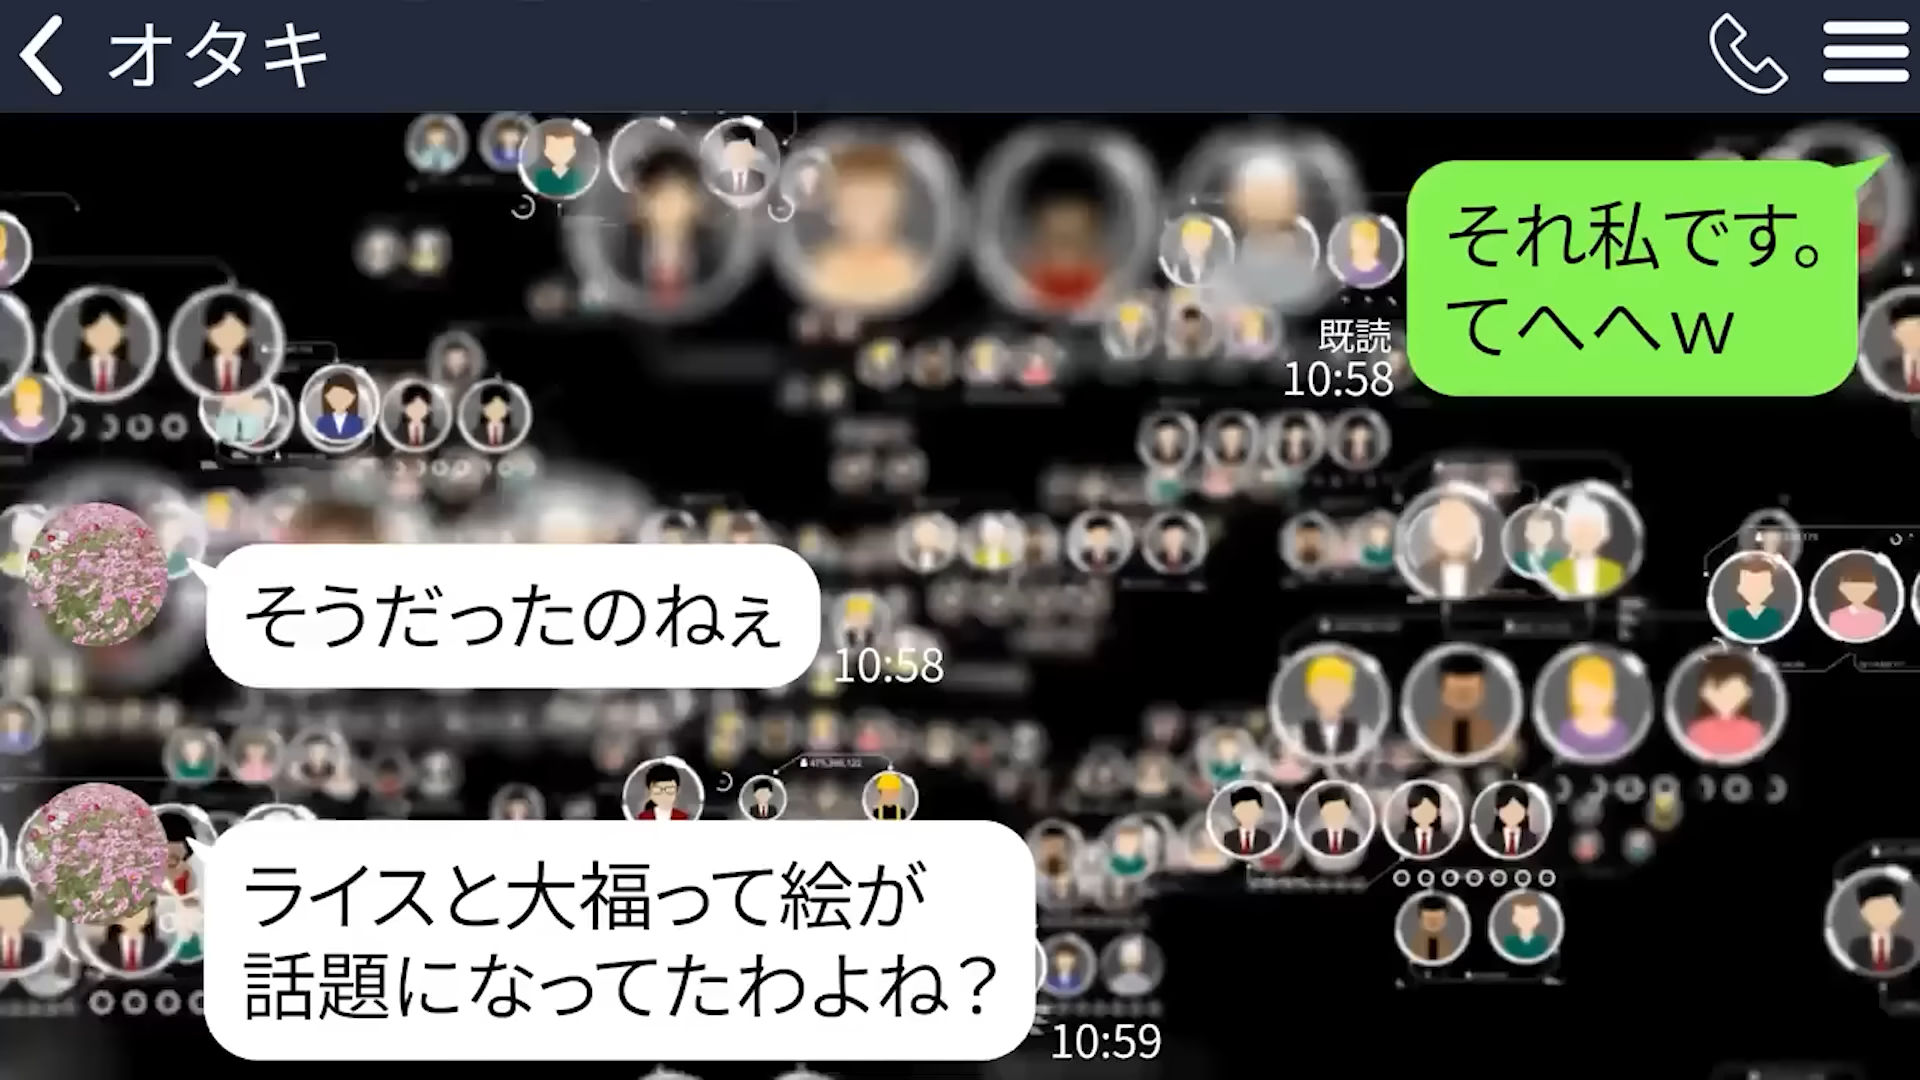 オタキ
それ私です。
てへへｗ
既読
10:58
そうだったのねぇ
10:58
ライスと大福って絵が
話題になってたわよね？
10:59